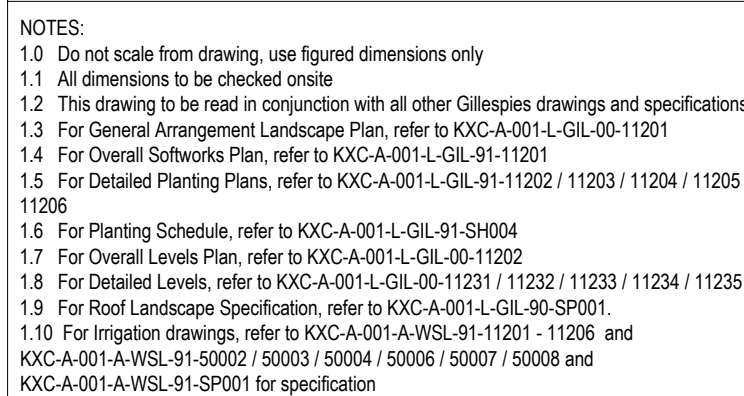 NOTES:
1.0 Do not scale from drawing, use figured dimensions only
1.1 All dimensions to be checked onsite
1.2 This drawing to be read in conjunction with all other Gillespies drawings and specifications
1.3 For General Arrangement Landscape Plan, refer to KXC-A-001-L-GIL-00-11201
1.4 For Overall Softworks Plan, refer to KXC-A-001-L-GIL-91-11201
1.5 For Detailed Planting Plans, refer to KXC-A-001-L-GIL-91-11202 / 11203 / 11204 / 11205
11206
1.6 For Planting Schedule, refer to KXC-A-001-L-GIL-91-SH004
1.7 For Overall Levels Plan, refer to KXC-A-001-L-GIL-00-11202
1.8 For Detailed Levels, refer to KXC-A-001-L-GIL-00-11231 / 11232 / 11233 / 11234 / 11235
1.9 For Roof Landscape Specification, refer to KXC-A-001-L-GIL-90-SP001.
1.10 For Irrigation drawings, refer to KXC-A-001-A-WSL-91-11201 - 11206 and
KXC-A-001-A-WSL-91-50002 / 50003 / 50004 / 50006 / 50007 / 50008 and
KXC-A-001-A-WSL-91-SP001 for specification